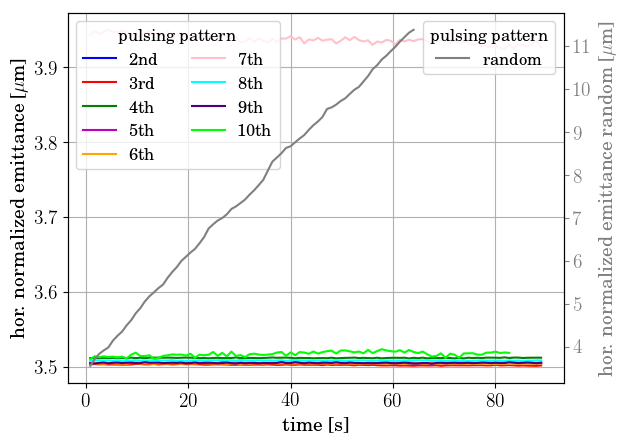 pulsing pattern
2nd
3rd
4th
5th
6th
7th
8th
9th
10th
pulsing pattern
random
hor. normalized emittance [μm]
3.9
3.8
3.7
3.6
3.5
0 20 40 60 80
time [s]
11
10
9
8
7
6
5
4
hor. normalized emittance random [μm]